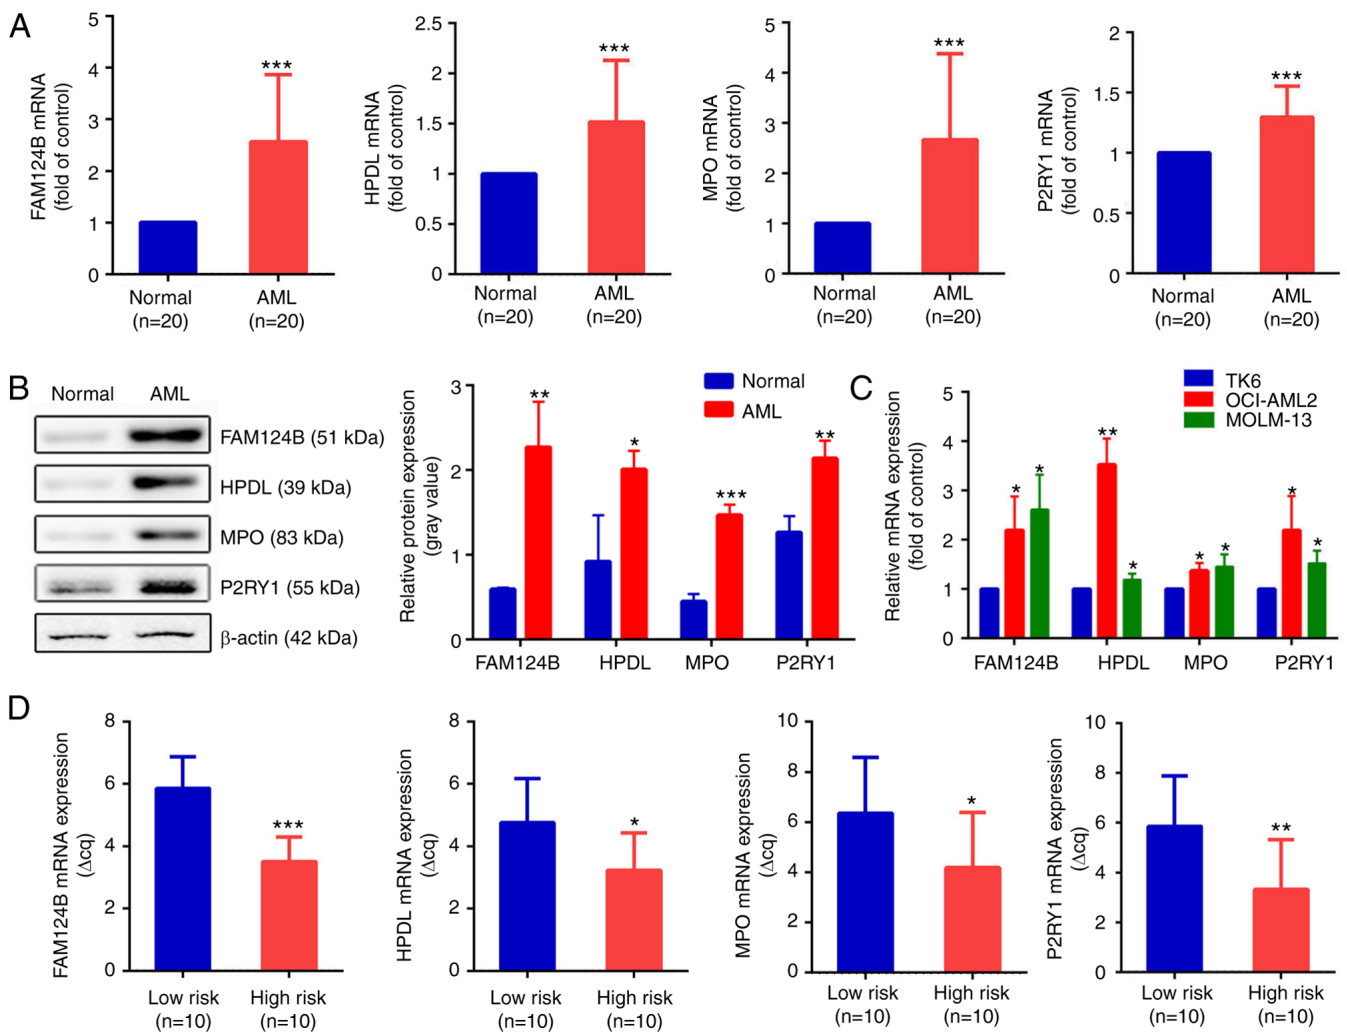 A
FAM124B mRNA
(fold of control)
5
4
3
2
1
0
***
Normal
(n=20)
AML
(n=20)
HPDL mRNA
(fold of control)
2.5
2
1.5
1
0.5
0
***
Normal
(n=20)
AML
(n=20)
MPO mRNA
(fold of control)
5
4
3
2
1
0
***
Normal
(n=20)
AML
(n=20)
P2RY1 mRNA
(fold of control)
2
1.5
1
0.5
0
***
Normal
(n=20)
AML
(n=20)
B
Normal AML
FAM124B (51 kDa)
HPDL (39 kDa)
MPO (83 kDa)
P2RY1 (55 kDa)
β-actin (42 kDa)
Relative protein expression
(gray value)
3
2
1
0
Normal
AML
**
*
***
**
FAM124B HPDL MPO P2RY1
C
Relative mRNA expression
(fold of control)
5
4
3
2
1
0
TK6
OCI-AML2
MOLM-13
*
*
**
*
*
*
*
*
FAM124B HPDL MPO P2RY1
D
FAM124B mRNA expression
(Δcq)
8
6
4
2
0
***
Low risk
(n=10)
High risk
(n=10)
HPDL mRNA expression
(Δcq)
8
6
4
2
0
*
Low risk
(n=10)
High risk
(n=10)
MPO mRNA expression
(Δcq)
10
8
6
4
2
0
*
Low risk
(n=10)
High risk
(n=10)
P2RY1 mRNA expression
(Δcq)
10
8
6
4
2
0
**
Low risk
(n=10)
High risk
(n=10)